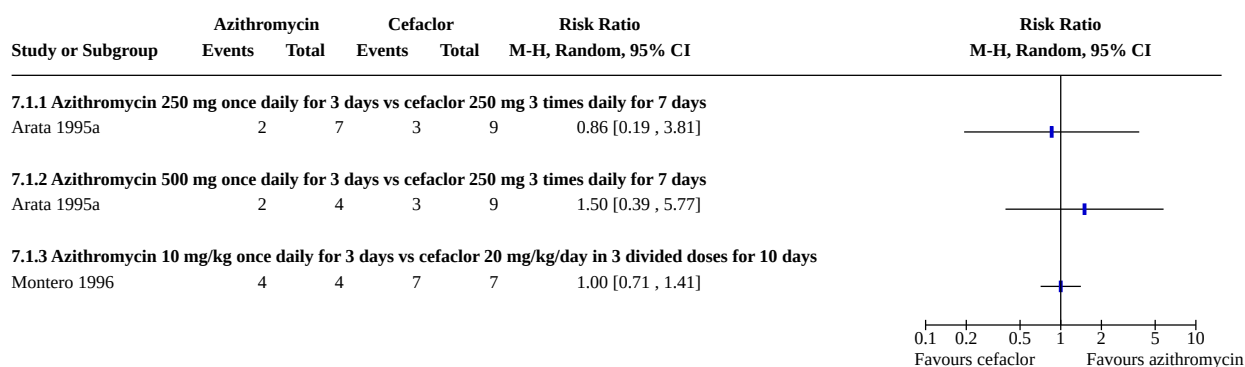 Azithromycin Cefaclor Risk Ratio Risk Ratio
Study or Subgroup Events Total Events Total M-H, Random, 95% CI M-H, Random, 95% CI
7.1.1 Azithromycin 250 mg once daily for 3 days vs cefaclor 250 mg 3 times daily for 7 days
Arata 1995a 2 7 3 9 0.86 [0.19 , 3.81]
7.1.2 Azithromycin 500 mg once daily for 3 days vs cefaclor 250 mg 3 times daily for 7 days
Arata 1995a 2 4 3 9 1.50 [0.39 , 5.77]
7.1.3 Azithromycin 10 mg/kg once daily for 3 days vs cefaclor 20 mg/kg/day in 3 divided doses for 10 days
Montero 1996 4 4 7 7 1.00 [0.71 , 1.41]
0.1 0.2 0.5 1 2 5 10
Favours cefaclor Favours azithromycin